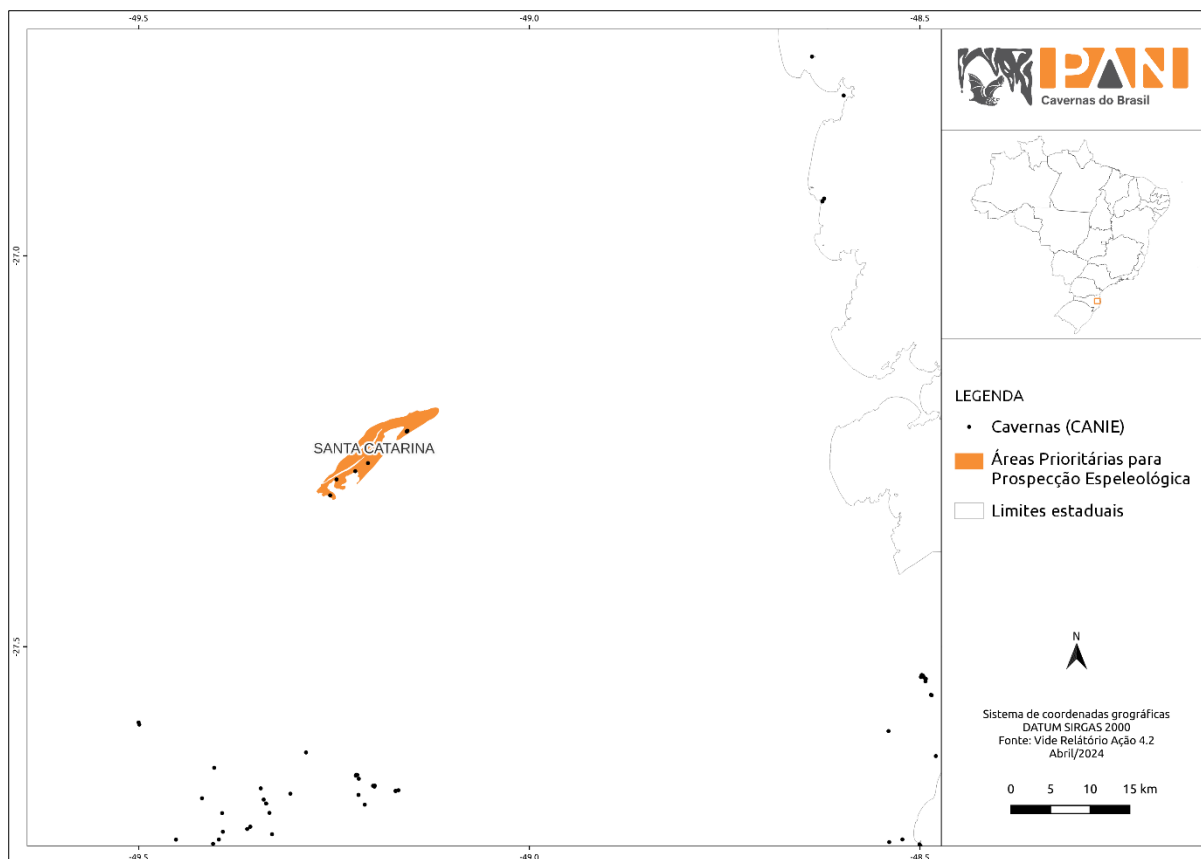 -49.5
-49.0
-48.5
PAN
Cavernas do Brasil
-27.0
SANTA CATARINA
LEGENDA
Cavernas (CANIE)
Áreas Prioritárias para
Prospecção Espeleológica
Limites estaduais
-27.5
N
Sistema de coordenadas grográficas
DATUM SIRGAS 2000
Fonte: Vide Relátório Ação 4.2
Abril/2024
0 5 10 15 km
-49.5
-49.0
-48.5